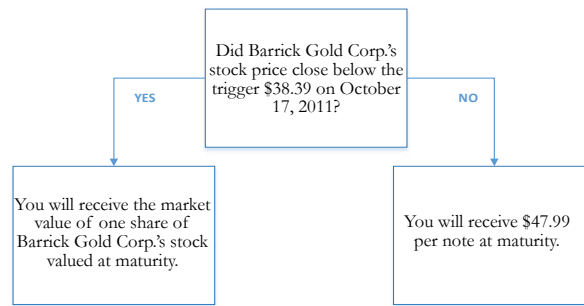 Did Barrick Gold Corp.'s
stock price close below the
trigger $38.39 on October
17, 2011?
YES
NO
You will receive the market
value of one share of
Barrick Gold Corp.'s stock
valued at maturity.
You will receive $47.99
per note at maturity.